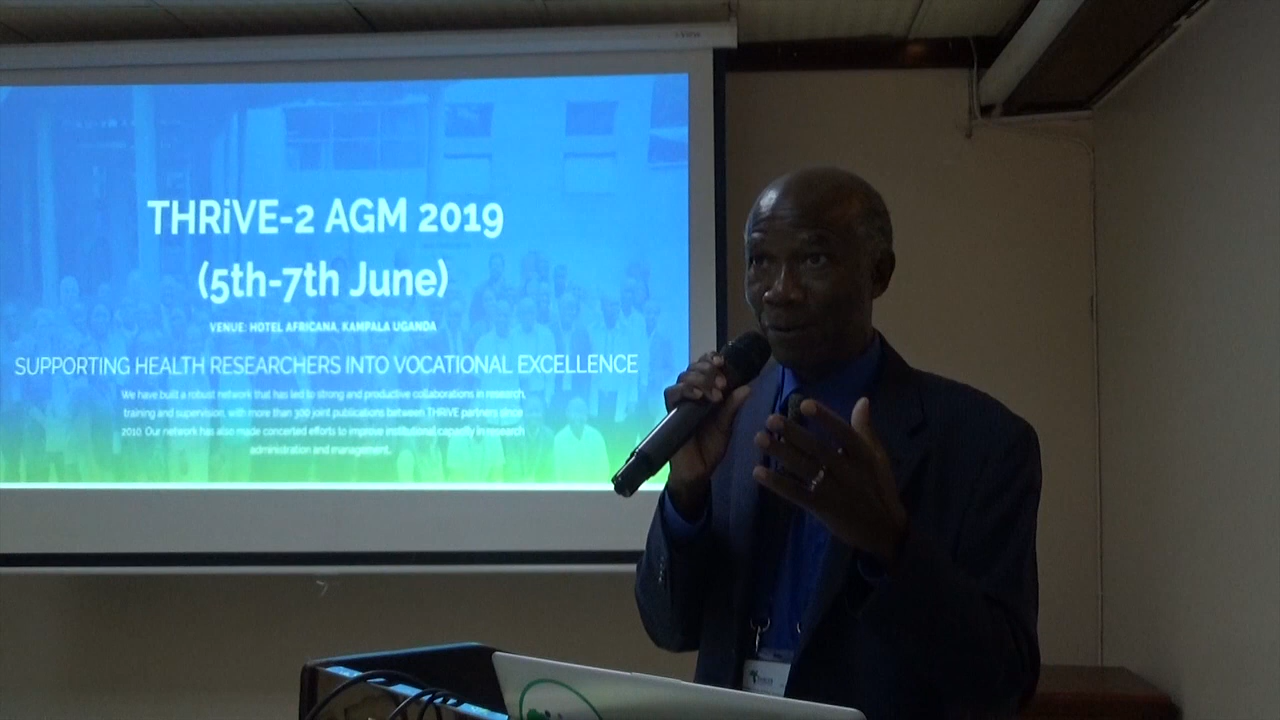 THRiVE-2 AGM 2019
(5th-7th June)
VENUE: HOTEL AFRICANA, KAMPALA UGANDA
SUPPORTING HEALTH RESEARCHERS INTO VOCATIONAL EXCELLENCE
We have built a robust network that has led to strong and productive collaborations in research,
training and supervision, with more than 300 joint publications between THRiVE partners since
2010. Our network has also made concerted efforts to improve institutional capacity in research
administration and management.